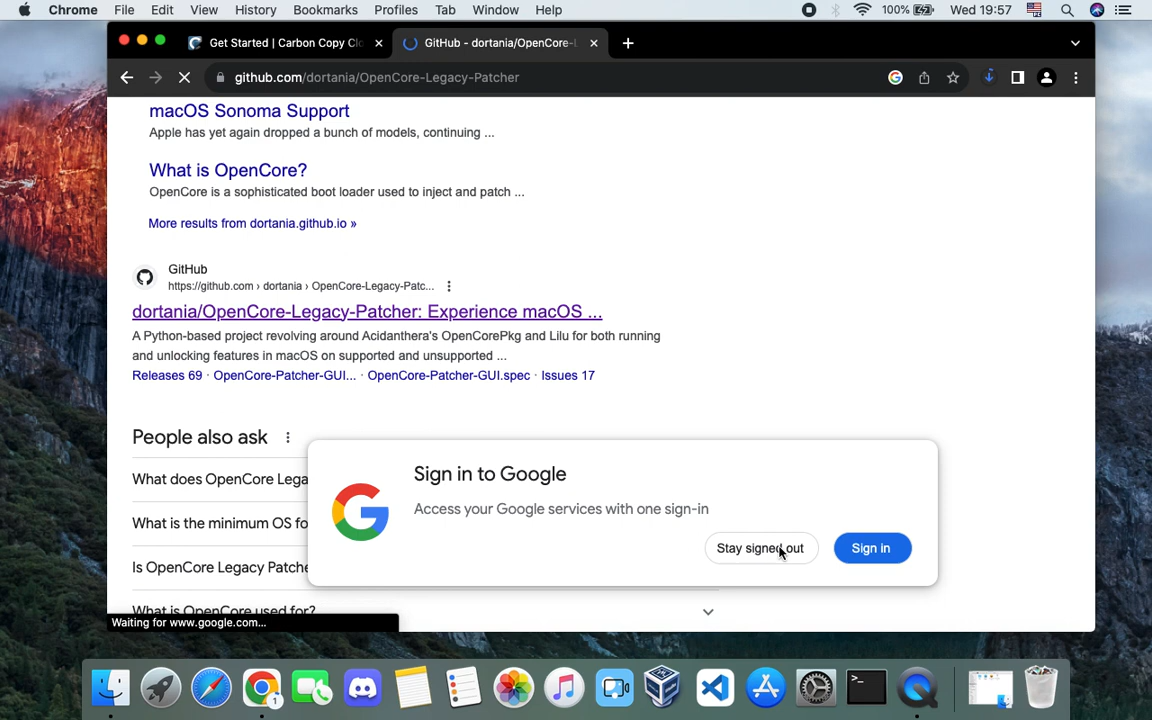 Chrome File Edit View History Bookmarks Profiles Tab Window Help 100% Wed 19:57
Get Started | Carbon Copy Clo
GitHub - dortania/OpenCore-L
github.com/dortania/OpenCore-Legacy-Patcher
macOS Sonoma Support
Apple has yet again dropped a bunch of models, continuing ...
What is OpenCore?
OpenCore is a sophisticated boot loader used to inject and patch ...
More results from dortania.github.io »
GitHub
https://github.com › dortania › OpenCore-Legacy-Patc...
dortania/OpenCore-Legacy-Patcher: Experience macOS ...
A Python-based project revolving around Acidanthera's OpenCorePkg and Lilu for both running
and unlocking features in macOS on supported and unsupported ...
Releases 69 · OpenCore-Patcher-GUI... · OpenCore-Patcher-GUI.spec · Issues 17
People also ask
What does OpenCore Lega
What is the minimum OS fo
Is OpenCore Legacy Patche
What is OpenCore used for?
Sign in to Google
Access your Google services with one sign-in
Stay signed out
Sign in
Waiting for www.google.com...
1